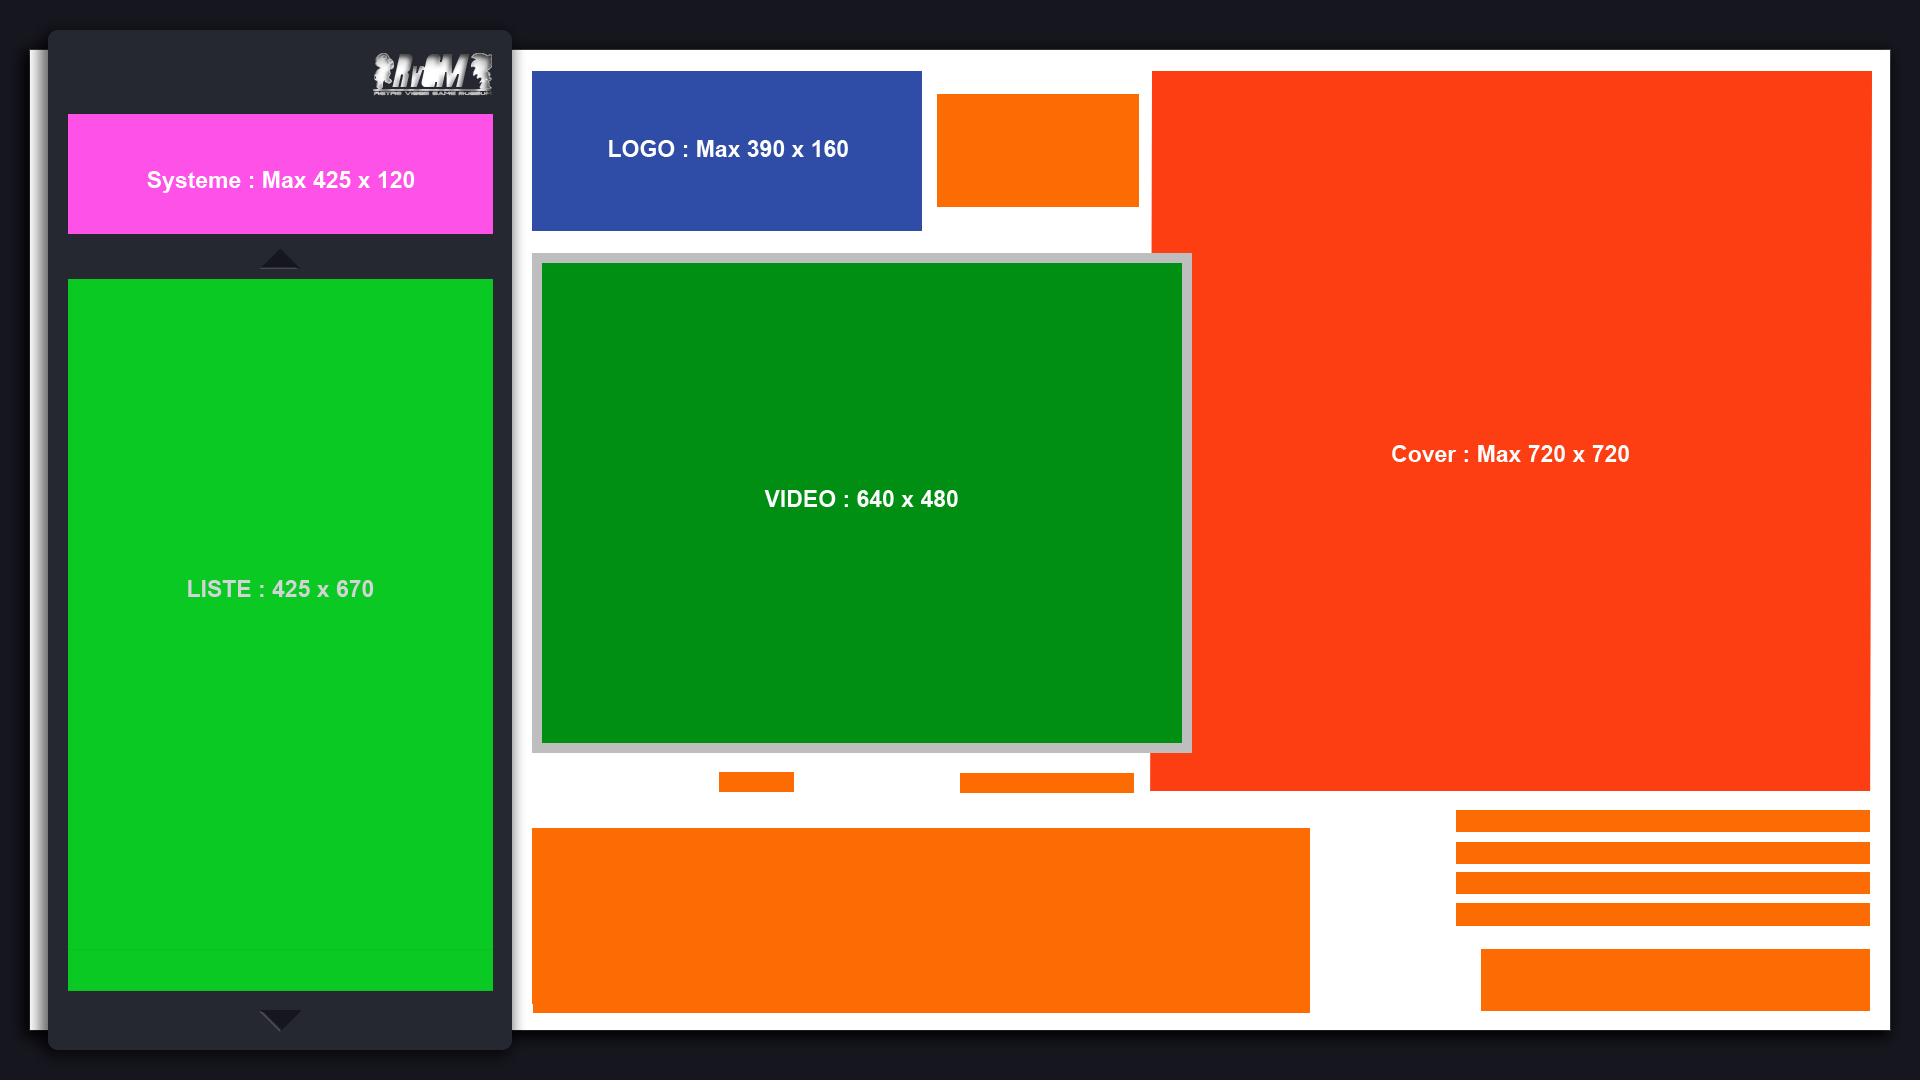 RVGM
RETRO VIDEO GAME MUSEUM
Systeme : Max 425 x 120
LISTE : 425 x 670
LOGO : Max 390 x 160
VIDEO : 640 x 480
Cover : Max 720 x 720